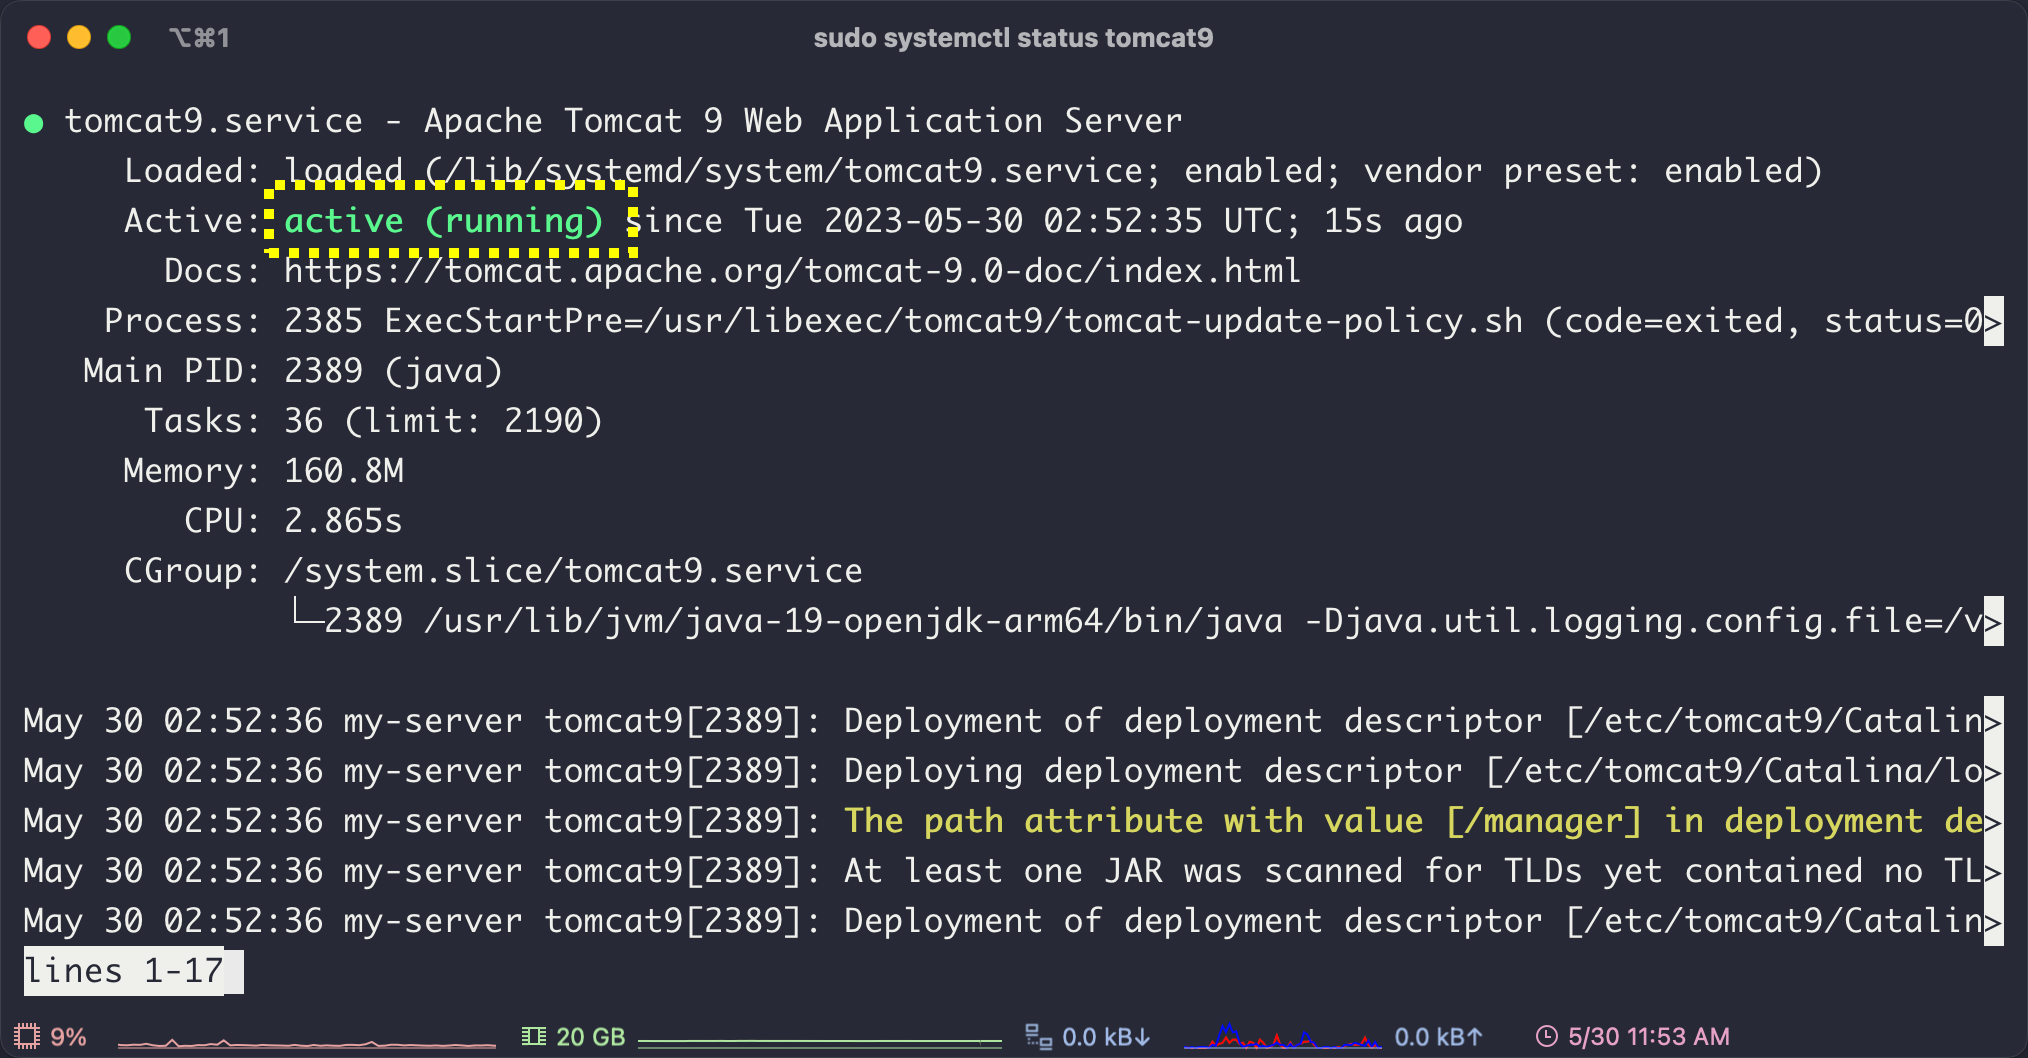 ⌥⌘1
sudo systemctl status tomcat9
● tomcat9.service - Apache Tomcat 9 Web Application Server
Loaded: loaded (/lib/systemd/system/tomcat9.service; enabled; vendor preset: enabled)
Active: active (running) since Tue 2023-05-30 02:52:35 UTC; 15s ago
Docs: https://tomcat.apache.org/tomcat-9.0-doc/index.html
Process: 2385 ExecStartPre=/usr/libexec/tomcat9/tomcat-update-policy.sh (code=exited, status=0>
Main PID: 2389 (java)
Tasks: 36 (limit: 2190)
Memory: 160.8M
CPU: 2.865s
CGroup: /system.slice/tomcat9.service
└─2389 /usr/lib/jvm/java-19-openjdk-arm64/bin/java -Djava.util.logging.config.file=/v>
May 30 02:52:36 my-server tomcat9[2389]: Deployment of deployment descriptor [/etc/tomcat9/Catalin>
May 30 02:52:36 my-server tomcat9[2389]: Deploying deployment descriptor [/etc/tomcat9/Catalina/lo>
May 30 02:52:36 my-server tomcat9[2389]: The path attribute with value [/manager] in deployment de>
May 30 02:52:36 my-server tomcat9[2389]: At least one JAR was scanned for TLDs yet contained no TL>
May 30 02:52:36 my-server tomcat9[2389]: Deployment of deployment descriptor [/etc/tomcat9/Catalin>
lines 1-17
9% 20 GB 0.0 kB↓ 0.0 kB↑ 5/30 11:53 AM